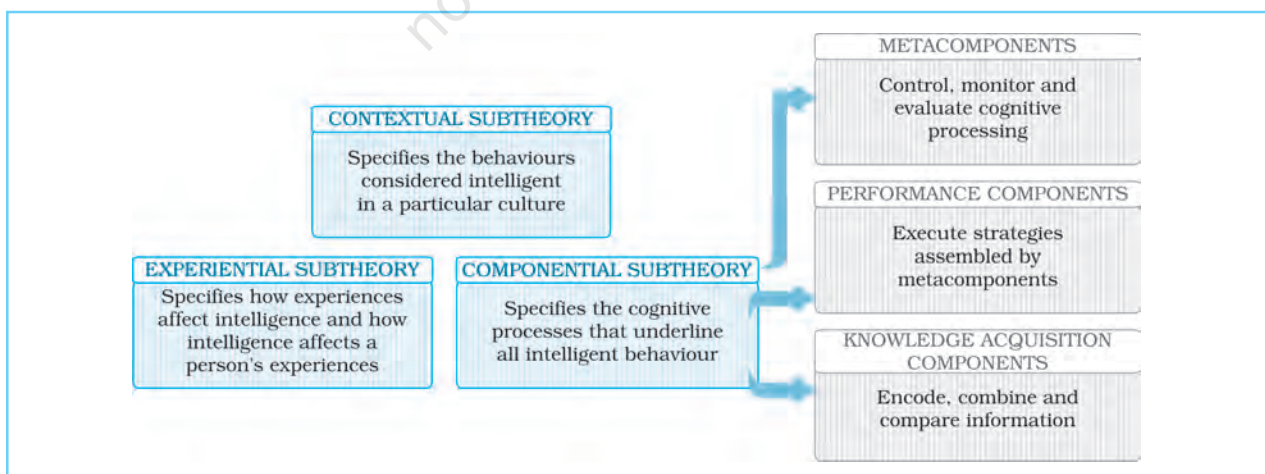 no
METACOMPONENTS
Control, monitor and
evaluate cognitive
processing
CONTEXTUAL SUBTHEORY
Specifies the behaviours
considered intelligent
in a particular culture
PERFORMANCE COMPONENTS
Execute strategies
assembled by
metacomponents
EXPERIENTIAL SUBTHEORY
Specifies how experiences
affect intelligence and how
intelligence affects a
person's experiences
COMPONENTIAL SUBTHEORY
Specifies the cognitive
processes that underline
all intelligent behaviour
KNOWLEDGE ACQUISITION
COMPONENTS
Encode, combine and
compare information